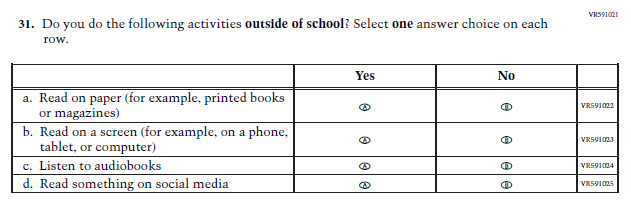 VR591021
31. Do you do the following activities outside of school? Select one answer choice on each
row.
Yes No
a. Read on paper (for example, printed books
or magazines) Ⓐ Ⓑ VR591022
b. Read on a screen (for example, on a phone,
tablet, or computer) Ⓐ Ⓑ VR591023
c. Listen to audiobooks Ⓐ Ⓑ VR591024
d. Read something on social media Ⓐ Ⓑ VR591025